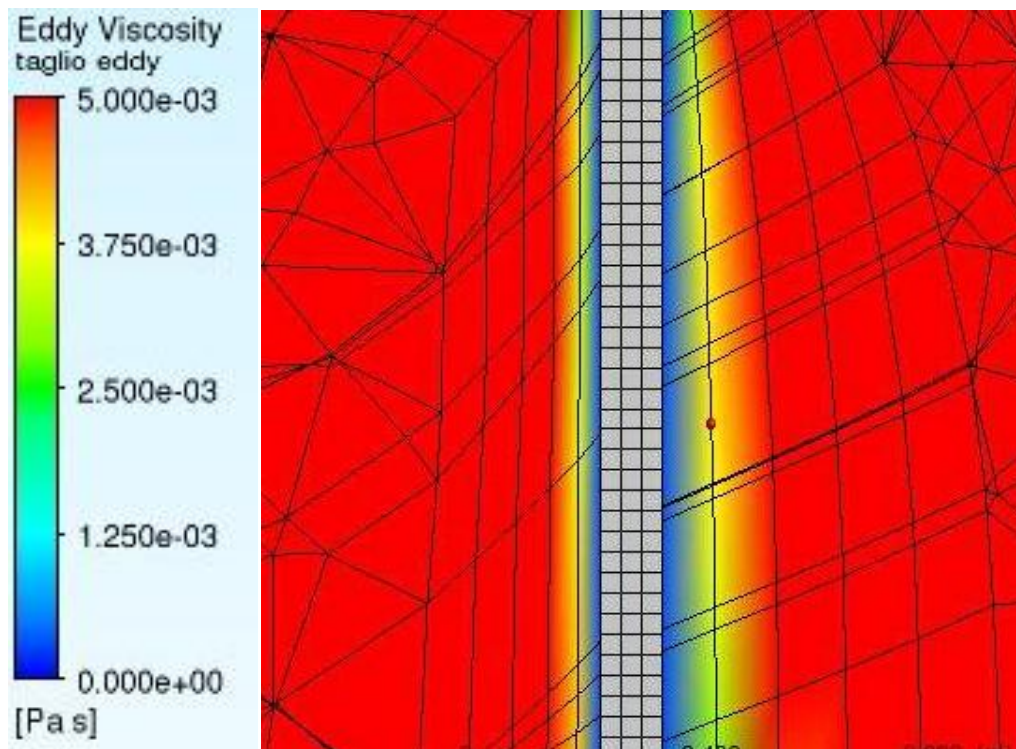 Eddy Viscosity
taglio eddy
5.000e-03
3.750e-03
2.500e-03
1.250e-03
0.000e+00
[Pa s]